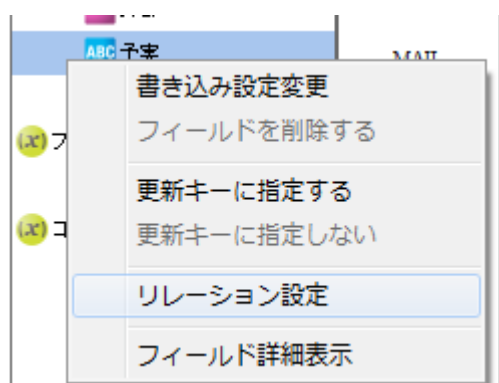 ABC 予実
MAIL
書き込み設定変更
(x) フ
フィールドを削除する
更新キーに指定する
(x) コ
更新キーに指定しない
リレーション設定
フィールド詳細表示